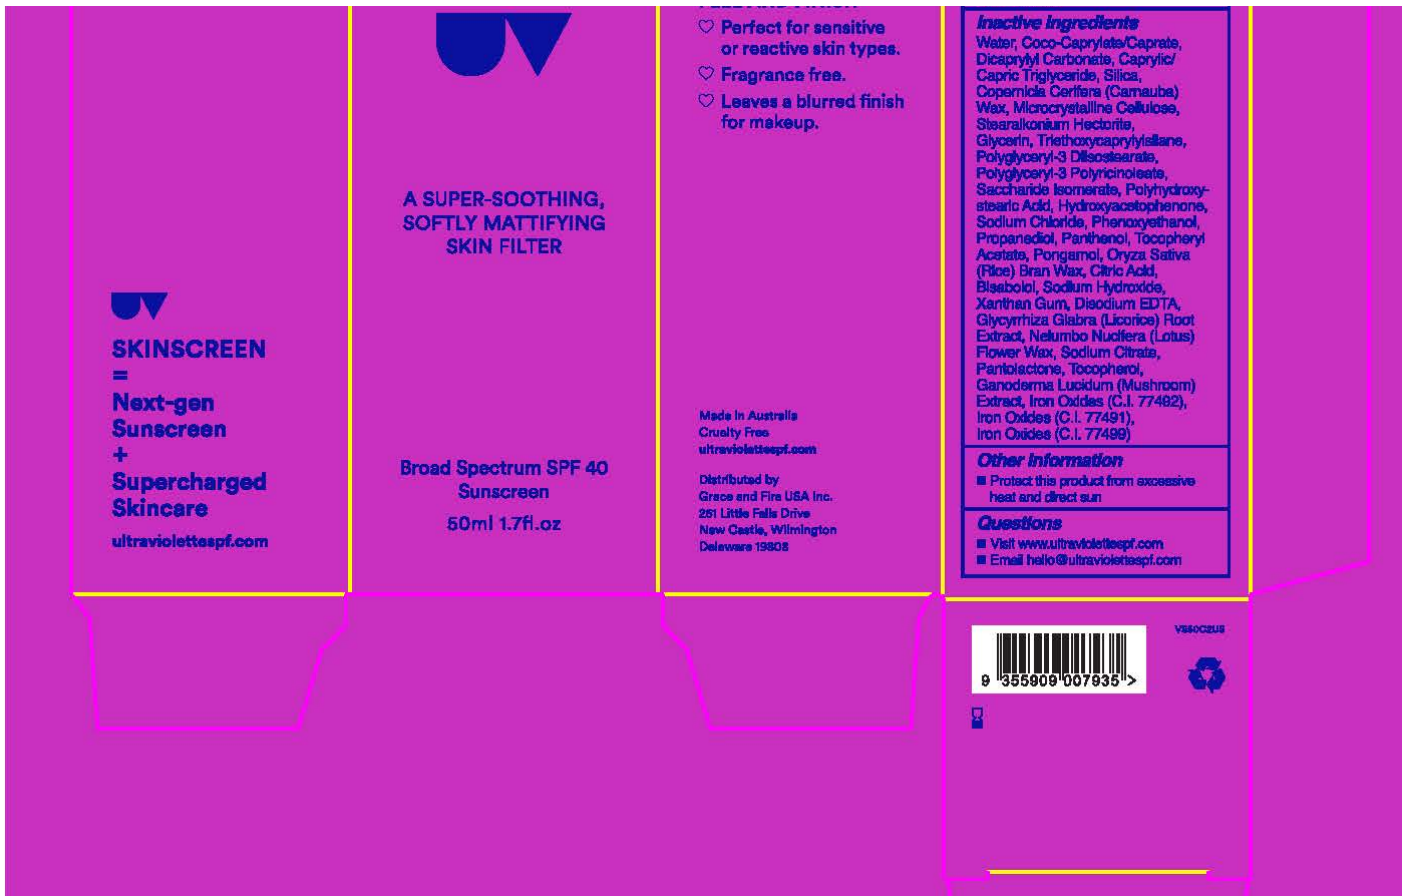 UV
SKINSCREEN
=
Next-gen
Sunscreen
+
Supercharged
Skincare
ultraviolettespf.com
UV
A SUPER-SOOTHING,
SOFTLY MATTIFYING
SKIN FILTER
Broad Spectrum SPF 40
Sunscreen
50ml 1.7fl.oz
♡ Perfect for sensitive
or reactive skin types.
♡ Fragrance free.
♡ Leaves a blurred finish
for makeup.
Made in Australia
Cruelty Free
ultraviolettespf.com
Distributed by
Grace and Fire USA Inc.
251 Little Falls Drive
New Castle, Wilmington
Delaware 19808
Inactive Ingredients
Water, Coco-Caprylate/Caprate,
Dicaprylyl Carbonate, Caprylic/
Capric Triglyceride, Silica,
Copernicia Cerifera (Carnauba)
Wax, Microcrystalline Cellulose,
Stearalkonium Hectorite,
Glycerin, Triethoxycaprylylsilane,
Polyglyceryl-3 Diisostearate,
Polyglyceryl-3 Polyricinoleate,
Saccharide Isomerate, Polyhydroxy-
stearic Acid, Hydroxyacetophenone,
Sodium Chloride, Phenoxyethanol,
Propanediol, Panthenol, Tocopheryl
Acetate, Pongamol, Oryza Sativa
(Rice) Bran Wax, Citric Acid,
Bisabolol, Sodium Hydroxide,
Xanthan Gum, Disodium EDTA,
Glycyrrhiza Glabra (Licorice) Root
Extract, Nelumbo Nucifera (Lotus)
Flower Wax, Sodium Citrate,
Pantolactone, Tocopherol,
Ganoderma Lucidum (Mushroom)
Extract, Iron Oxides (C.I. 77492),
Iron Oxides (C.I. 77491),
Iron Oxides (C.I. 77499)
Other Information
■ Protect this product from excessive
heat and direct sun
Questions
■ Visit www.ultraviolettespf.com
■ Email hello@ultraviolettespf.com
9 355909 007935 >
VS50C2US